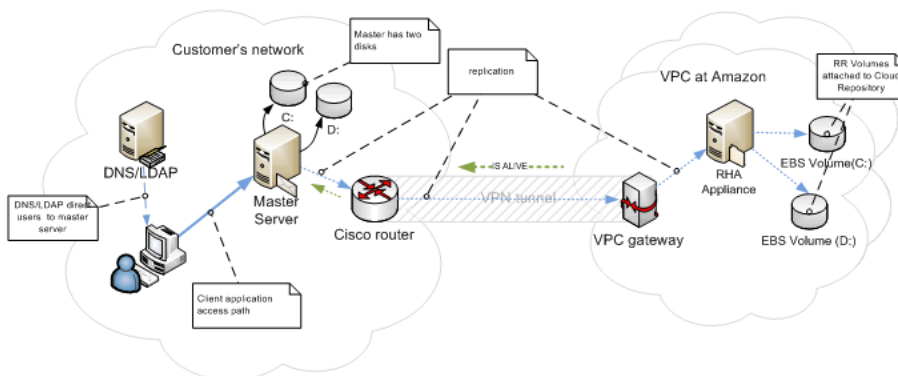 Customer's network
Master has two
disks
replication
VPC at Amazon
RR Volumes
attached to Cloud
Repository
C:
D:
DNS/LDAP
Master
Server
IS ALIVE
VPN tunnel
RHA
Appliance
EBS Volume(C:)
DNS/LDAP direct
users to master
server
Cisco router
VPC gateway
EBS Volume (D:)
Client application
access path